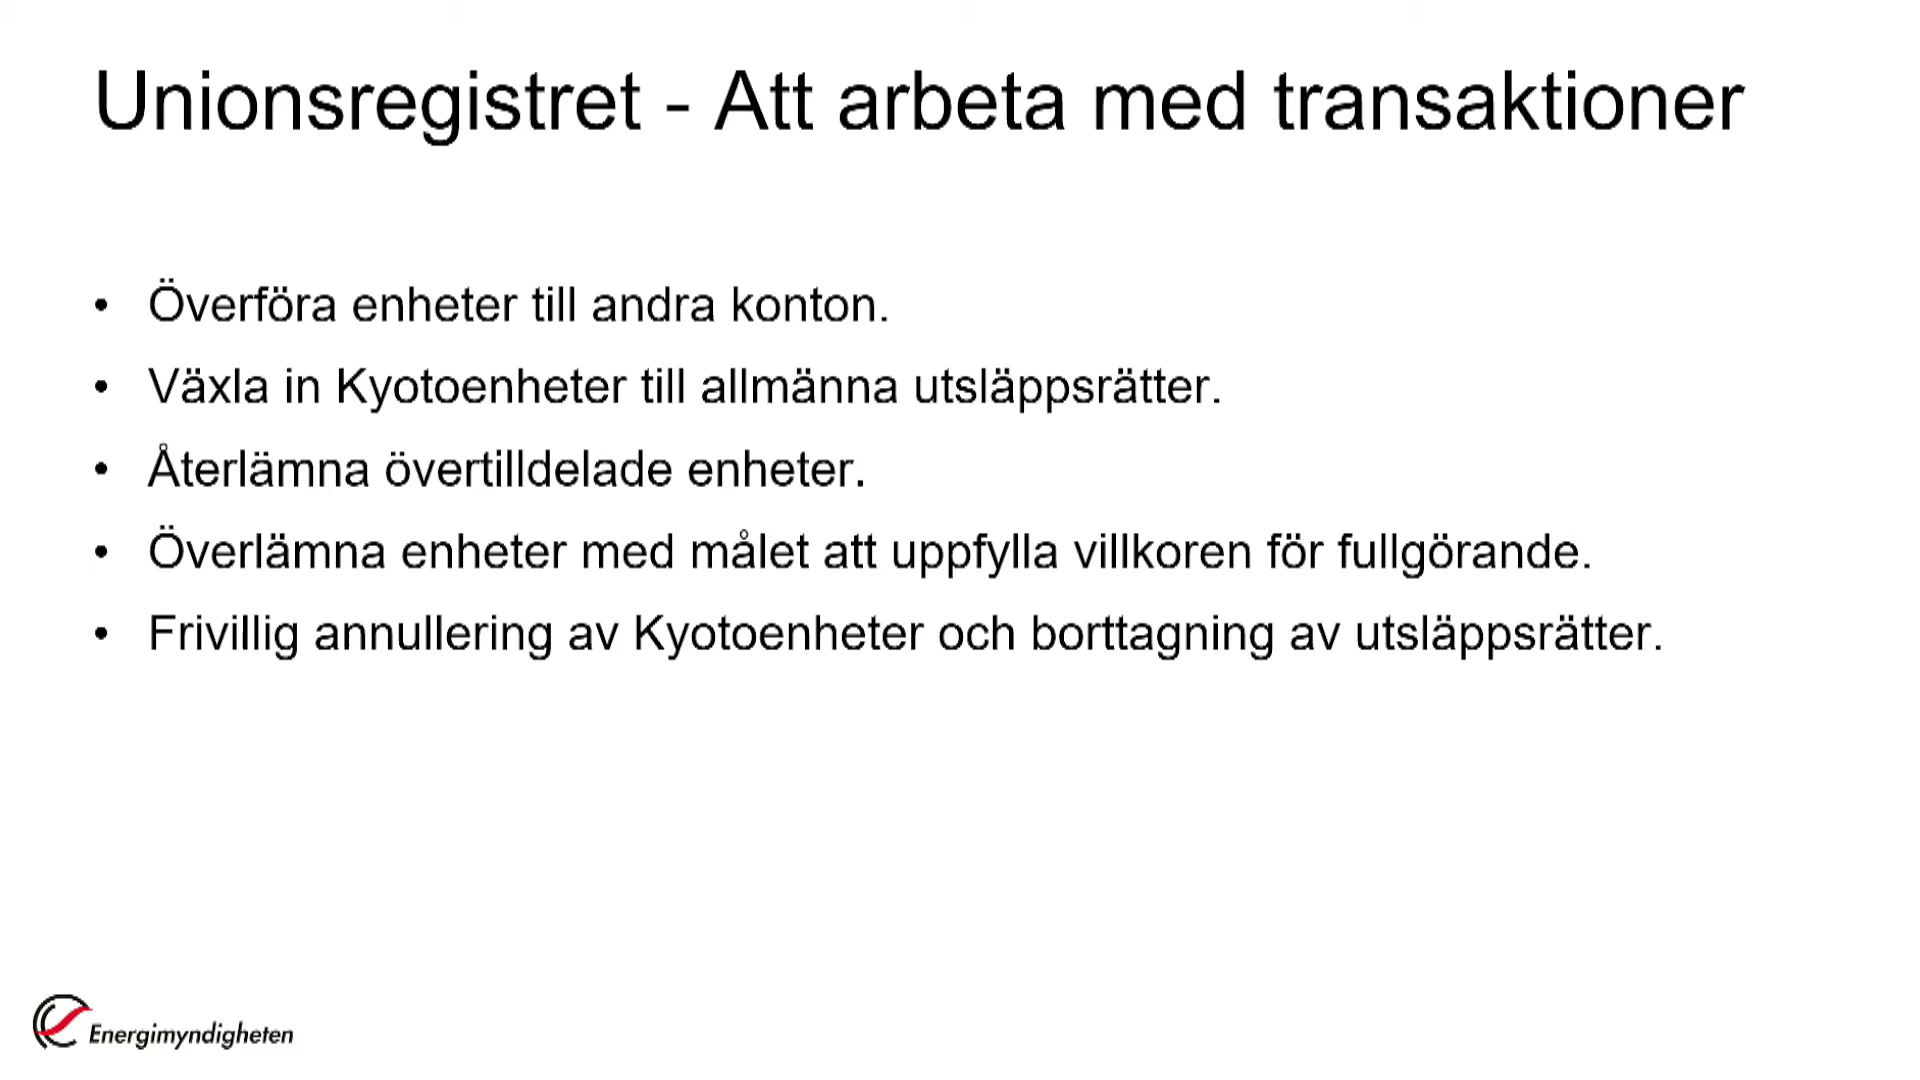 Unionsregistret - Att arbeta med transaktioner
• Överföra enheter till andra konton.
• Växla in Kyotoenheter till allmänna utsläppsrätter.
• Återlämna övertilldelade enheter.
• Överlämna enheter med målet att uppfylla villkoren för fullgörande.
• Frivillig annullering av Kyotoenheter och borttagning av utsläppsrätter.
Energimyndigheten